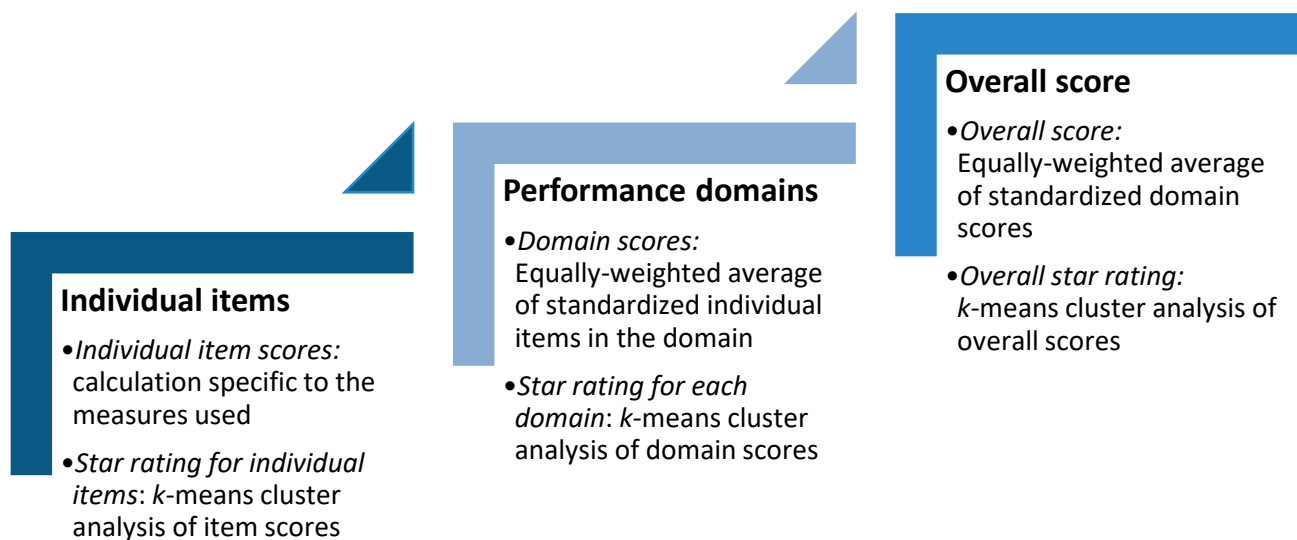 Individual items
•Individual item scores:
calculation specific to the
measures used
•Star rating for individual
items: k-means cluster
analysis of item scores
Performance domains
•Domain scores:
Equally-weighted average
of standardized individual
items in the domain
•Star rating for each
domain: k-means cluster
analysis of domain scores
Overall score
•Overall score:
Equally-weighted average
of standardized domain
scores
•Overall star rating:
k-means cluster analysis of
overall scores